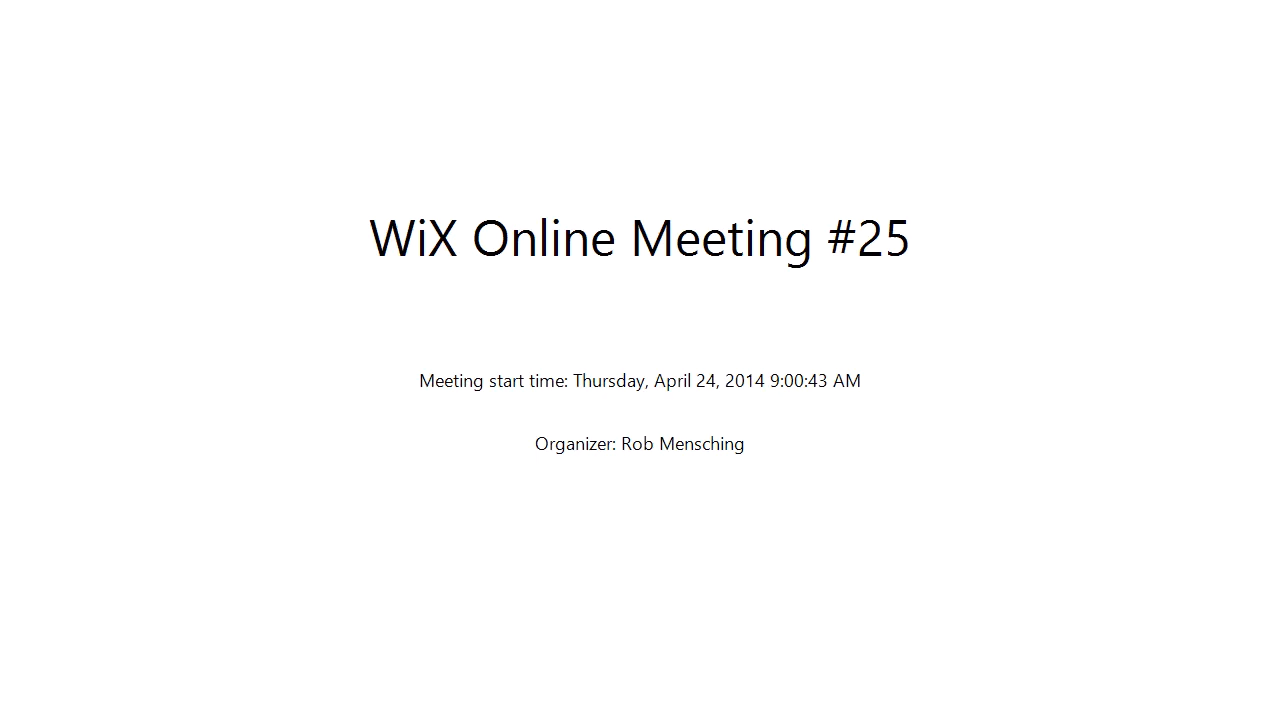 WiX Online Meeting #25
Meeting start time: Thursday, April 24, 2014 9:00:43 AM
Organizer: Rob Mensching